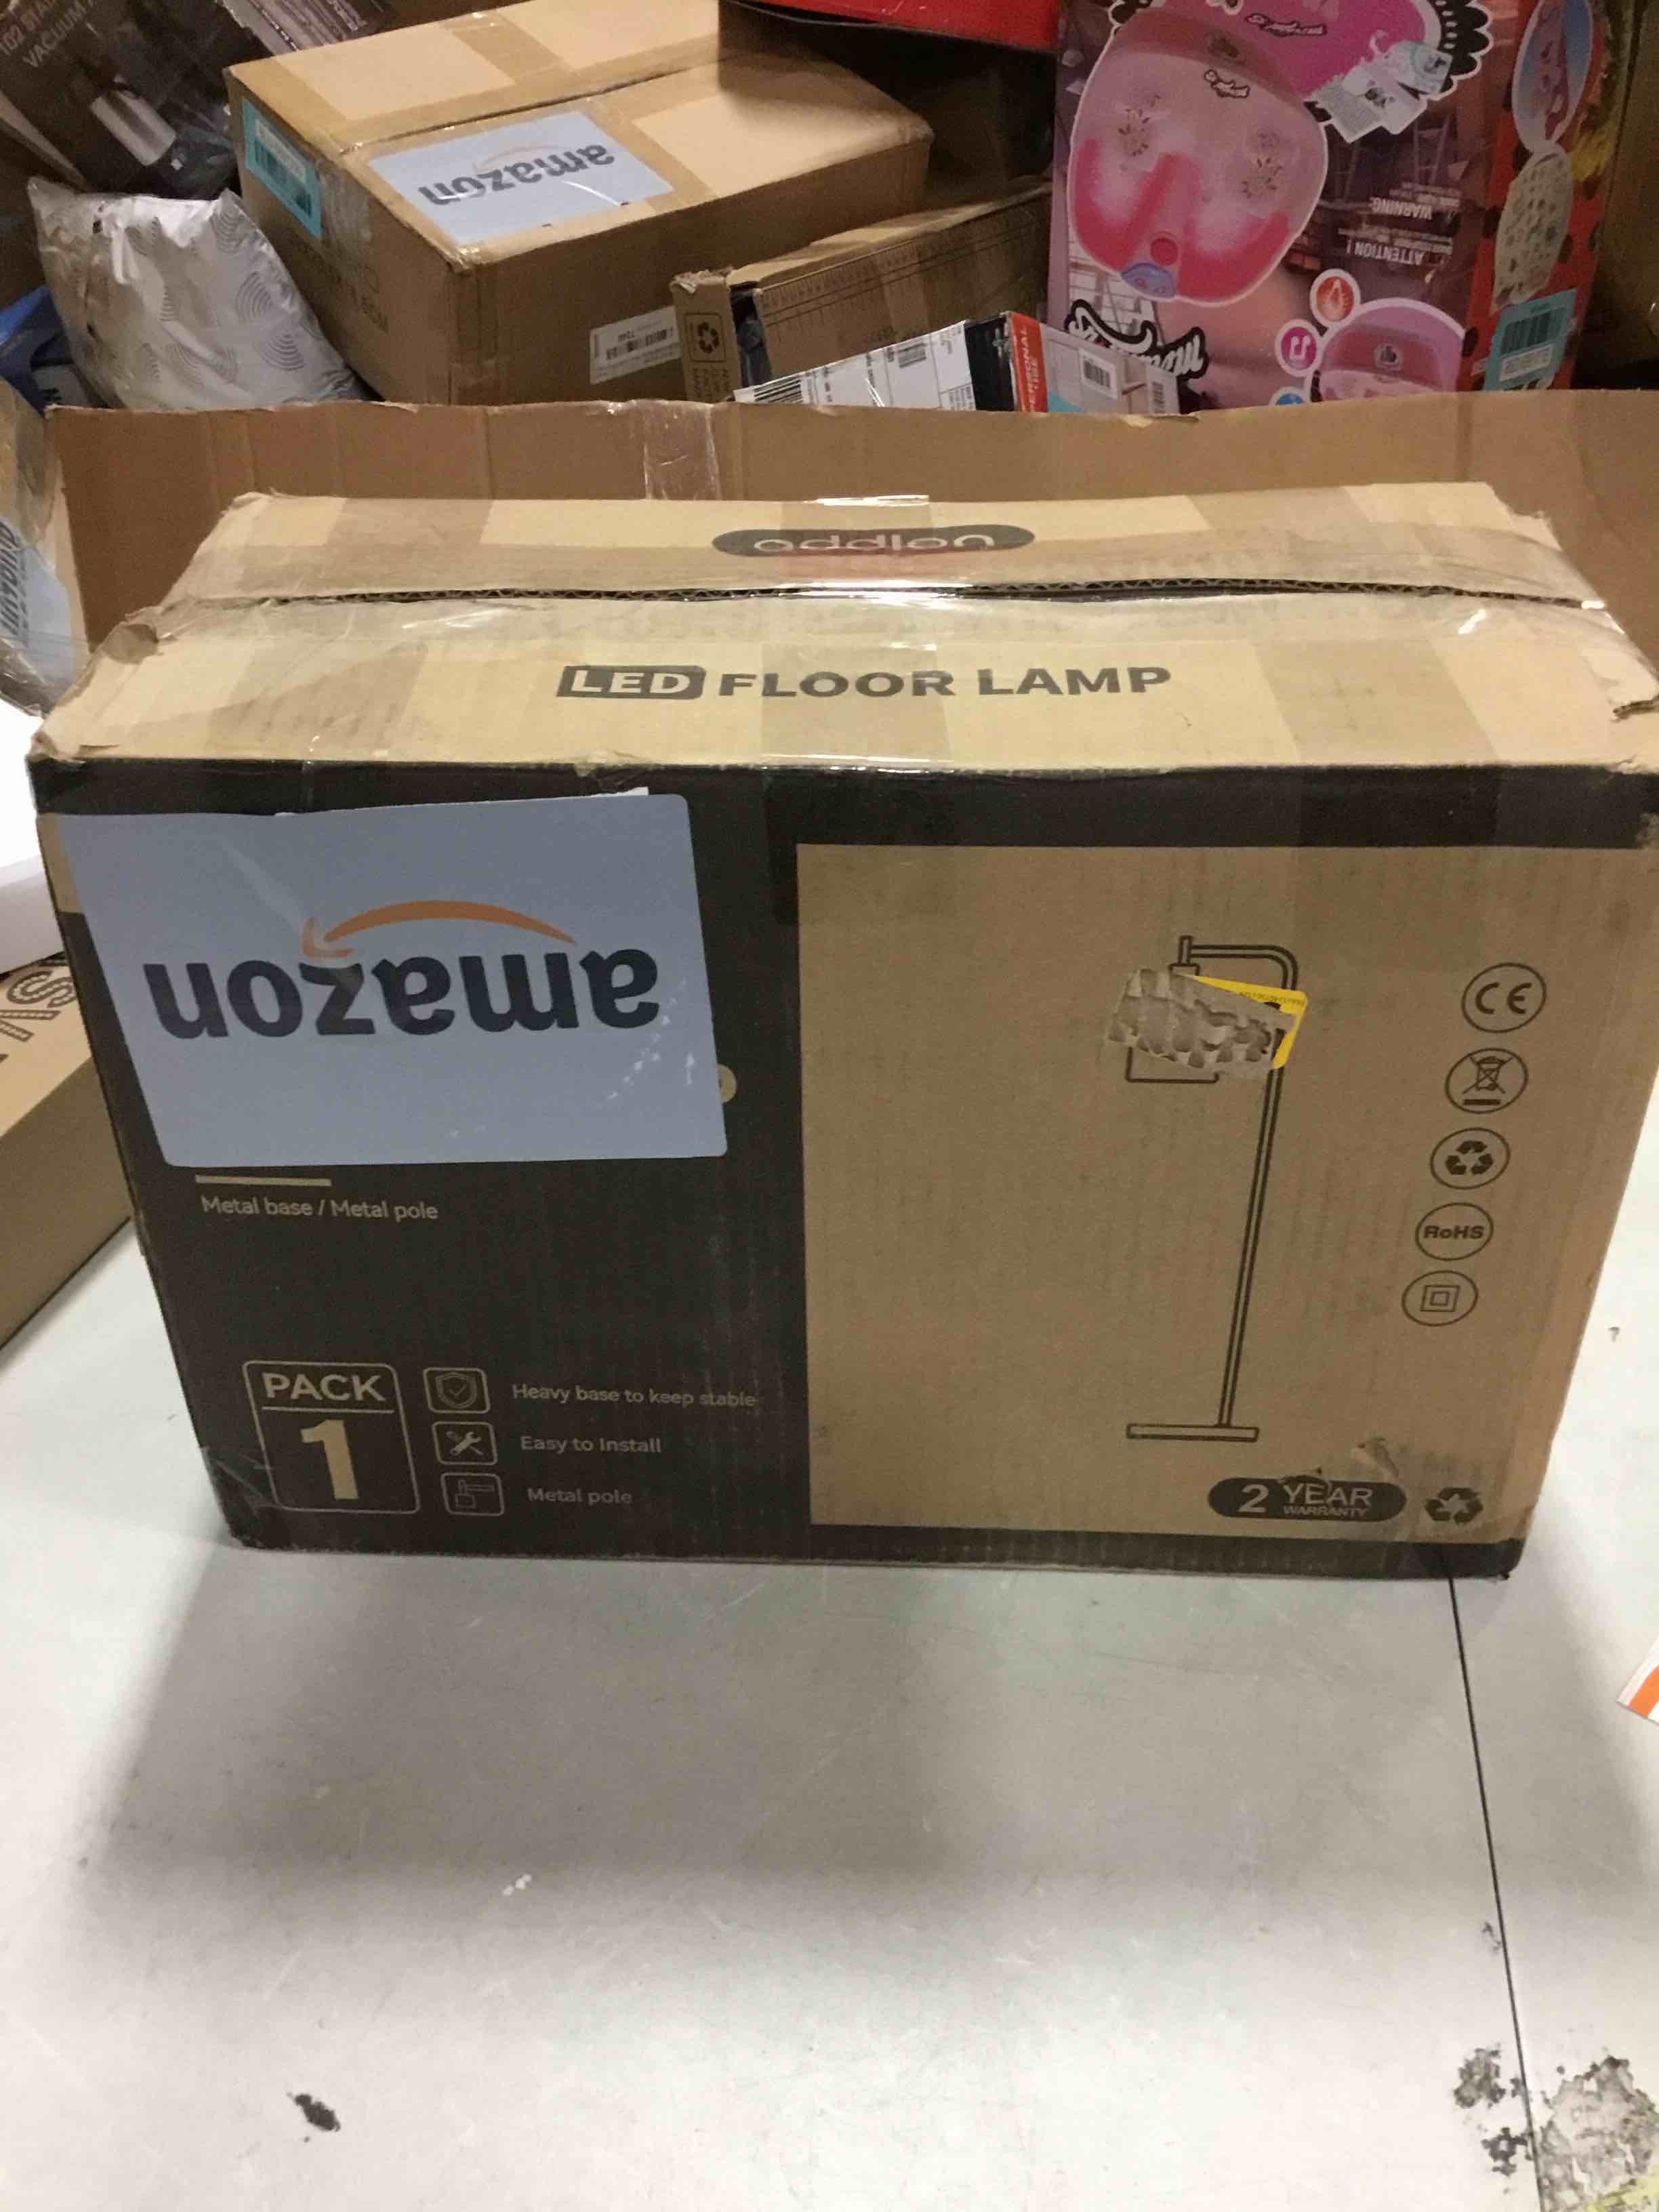 VACUUM
amazon
WARNING:
ATTENTION !
addlon
LED FLOOR LAMP
amazon
Metal base / Metal pole
PACK
1
Heavy base to keep stable
Easy to Install
Metal pole
CE
RoHS
2 YEAR
WARRANTY